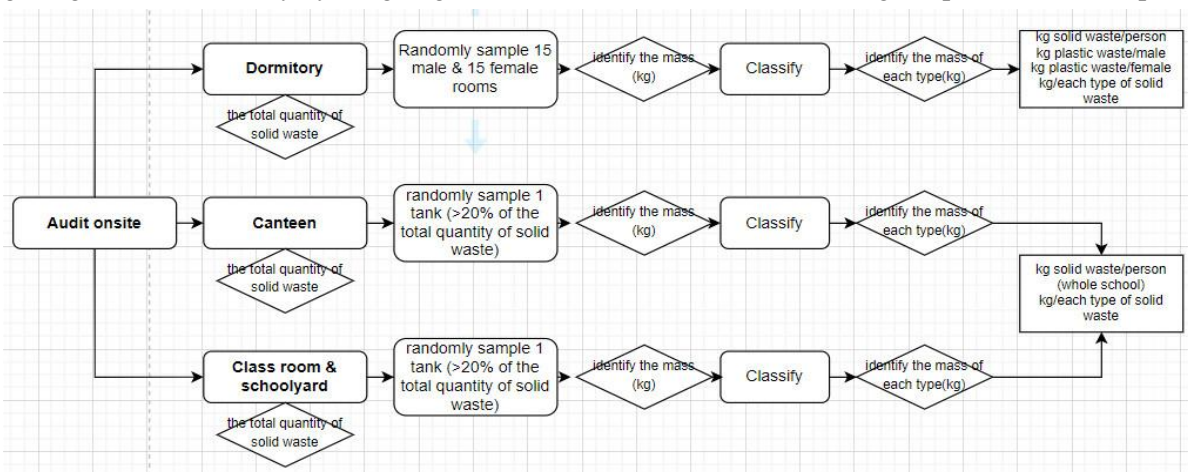 Audit onsite
Dormitory
the total quantity of
solid waste
Randomly sample 15
male & 15 female
rooms
identify the mass
(kg)
Classify
identify the mass of
each type(kg)
kg solid waste/person
kg plastic waste/male
kg plastic waste/female
kg/each type of solid
waste
Canteen
the total quantity of
solid waste
randomly sample 1
tank (>20% of the
total quantity of solid
waste)
identify the mass
(kg)
Classify
identify the mass of
each type(kg)
kg solid waste/person
(whole school)
kg/each type of solid
waste
Class room &
schoolyard
the total quantity of
solid waste
randomly sample 1
tank (>20% of the
total quantity of solid
waste)
identify the mass
(kg)
Classify
identify the mass of
each type(kg)